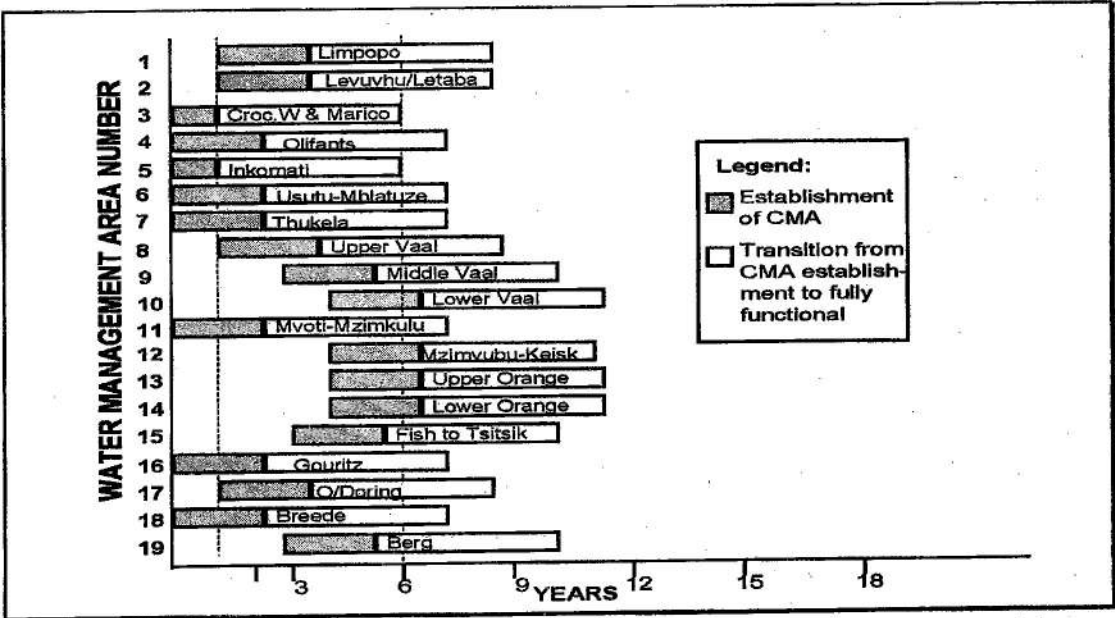 WATER MANAGEMENT AREA NUMBER
1 Limpopo
2 Levuvhu/Letaba
3 Croc.W & Marico
4 Olifants
5 Inkomati
6 Usutu-Mhlatuze
7 Thukela
8 Upper Vaal
9 Middle Vaal
10 Lower Vaal
11 Mvoti-Mzimkulu
12 Mzimvubu-Keisk
13 Upper Orange
14 Lower Orange
15 Fish to Tsitsik
16 Gouritz
17 O/Doring
18 Breede
19 Berg
3 6 9 12 15 18
YEARS
Legend:
Establishment
of CMA
Transition from
CMA establish-
ment to fully
functional